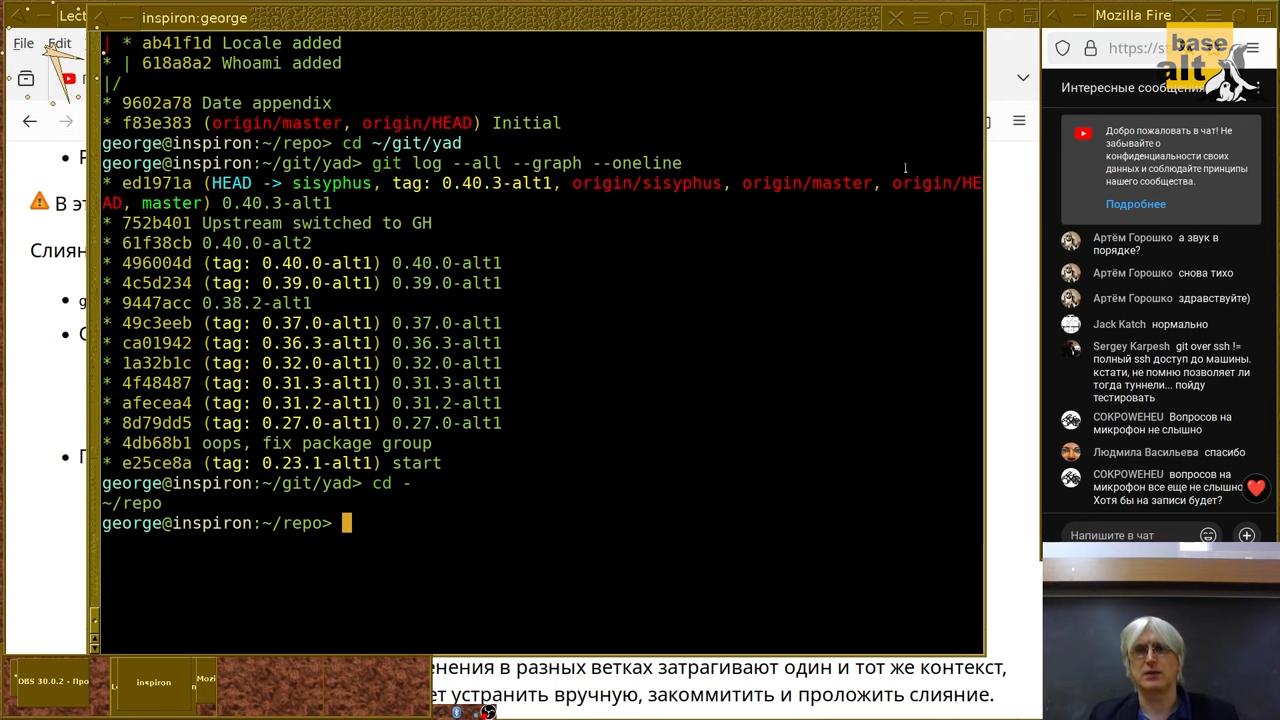 Lect
inspiron:george
Mozilla Fire
File Edit
https://s
base
alt
Интересные сообщения
| * ab41f1d Locale added
* | 618a8a2 Whoami added
|/
* 9602a78 Date appendix
* f83e383 (origin/master, origin/HEAD) Initial
george@inspiron:~/repo> cd ~/git/yad
george@inspiron:~/git/yad> git log --all --graph --oneline
* ed1971a (HEAD -> sisyphus, tag: 0.40.3-alt1, origin/sisyphus, origin/master, origin/HE
AD, master) 0.40.3-alt1
* 752b401 Upstream switched to GH
* 61f38cb 0.40.0-alt2
* 496004d (tag: 0.40.0-alt1) 0.40.0-alt1
* 4c5d234 (tag: 0.39.0-alt1) 0.39.0-alt1
* 9447acc 0.38.2-alt1
* 49c3eeb (tag: 0.37.0-alt1) 0.37.0-alt1
* ca01942 (tag: 0.36.3-alt1) 0.36.3-alt1
* 1a32b1c (tag: 0.32.0-alt1) 0.32.0-alt1
* 4f48487 (tag: 0.31.3-alt1) 0.31.3-alt1
* afecea4 (tag: 0.31.2-alt1) 0.31.2-alt1
* 8d79dd5 (tag: 0.27.0-alt1) 0.27.0-alt1
* 4db68b1 oops, fix package group
* e25ce8a (tag: 0.23.1-alt1) start
george@inspiron:~/git/yad> cd -
~/repo
george@inspiron:~/repo>
В эт
Слиян
Добро пожаловать в чат! Не
забывайте о
конфиденциальности своих
данных и соблюдайте принципы
нашего сообщества.
Подробнее
Артём Горошко а звук в
порядке?
Артём Горошко снова тихо
Артём Горошко здравствуйте)
Jack Katch нормально
Sergey Karpesh git over ssh !=
полный ssh доступ до машины.
кстати, не помню позволяет ли
тогда туннели... пойду
тестировать
COKPOWEHEU Вопросов на
микрофон не слышно
Людмила Васильева спасибо
COKPOWEHEU вопросов на
микрофон все еще не слышно.
Хотя бы на записи будет?
Напишите в чат
енения в разных ветках затрагивают один и тот же контекст,
ет устранить вручную, закоммитить и проложить слияние.
OBS 30.0.2 - Про
inspiron
Mozi